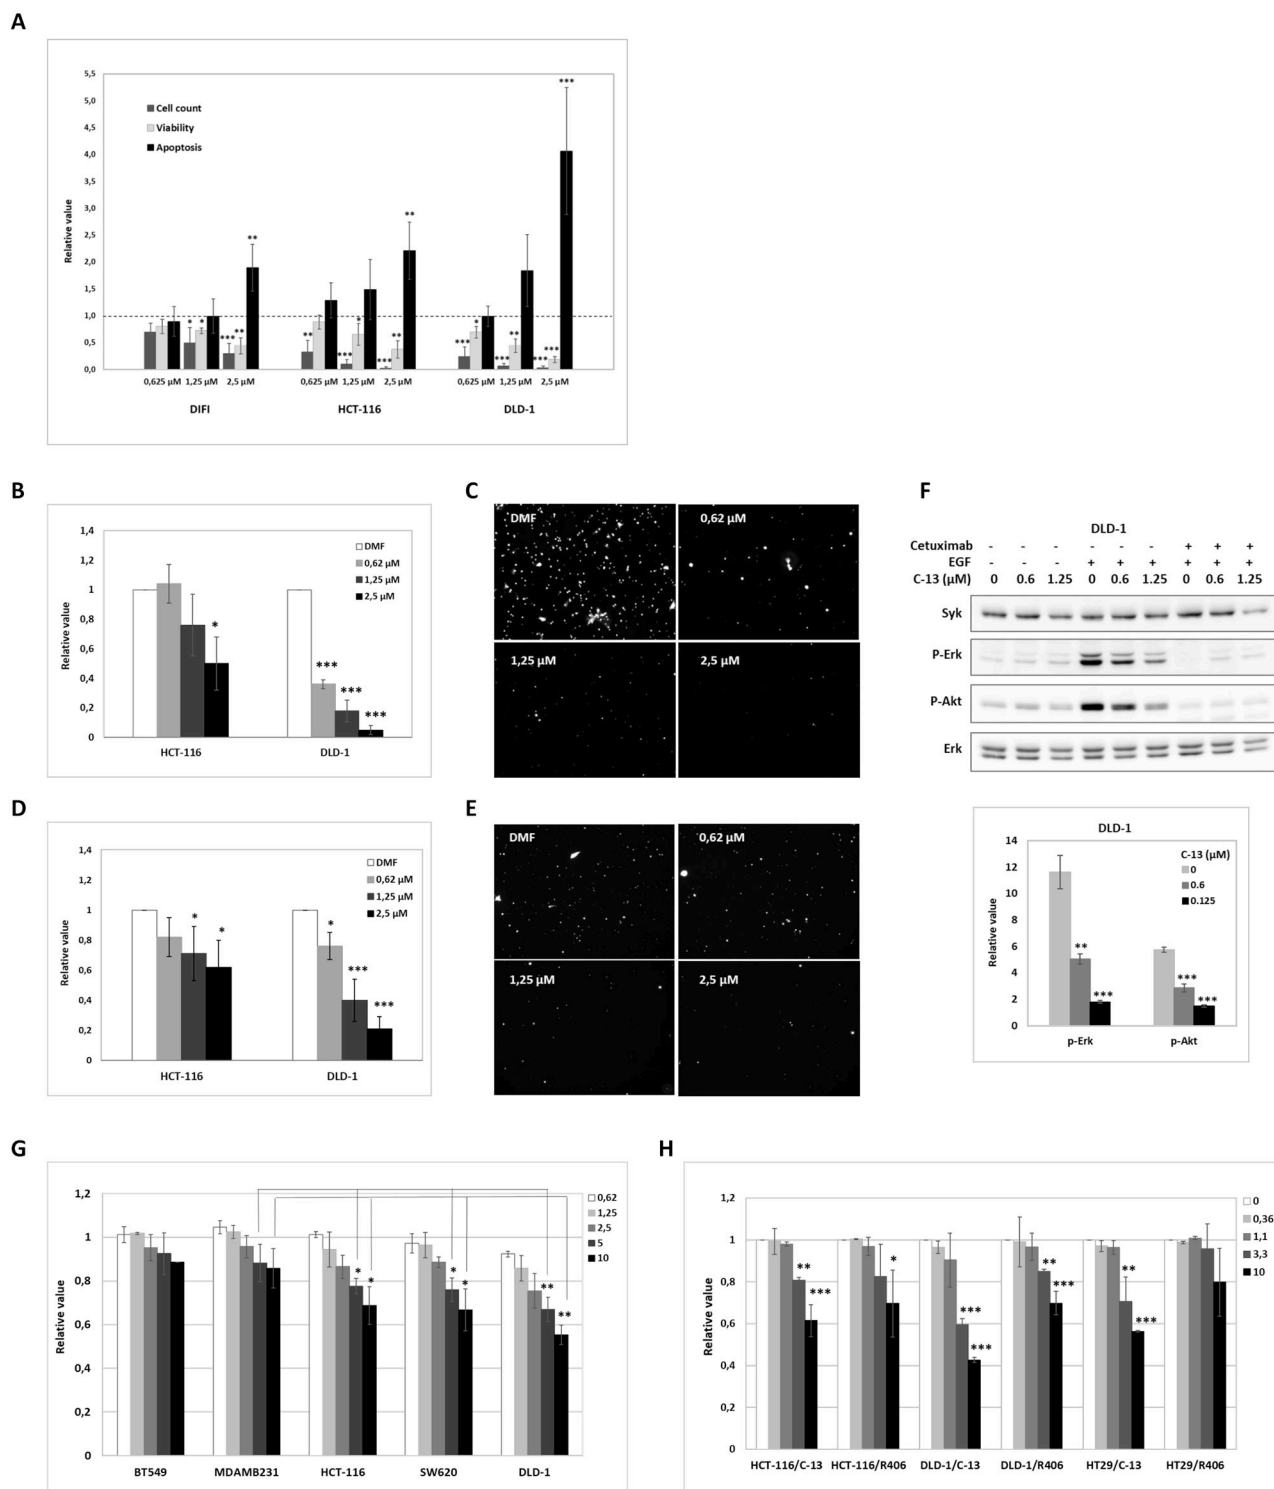 A
5,5
5,0
4,5
4,0
3,5
3,0
2,5
2,0
1,5
1,0
0,5
0,0
Relative value
Cell count
Viability
Apoptosis
** * * *** ** ** ** *** * *** ** *** * *** ** *** *** ***
0,625 µM 1,25 µM 2,5 µM 0,625 µM 1,25 µM 2,5 µM 0,625 µM 1,25 µM 2,5 µM
DIFI HCT-116 DLD-1
B
1,4
1,2
1
0,8
0,6
0,4
0,2
0
Relative value
DMF
0,62 µM
1,25 µM
2,5 µM
* *** *** ***
HCT-116 DLD-1
C
DMF 0,62 µM
1,25 µM 2,5 µM
F
DLD-1
Cetuximab - - - - - - + + +
EGF - - - + + + + + +
C-13 (µM) 0 0.6 1.25 0 0.6 1.25 0 0.6 1.25
Syk
P-Erk
P-Akt
Erk
D
1,4
1,2
1
0,8
0,6
0,4
0,2
0
Relative value
DMF
0,62 µM
1,25 µM
2,5 µM
* * * *** ***
HCT-116 DLD-1
E
DMF 0,62 µM
1,25 µM 2,5 µM
DLD-1
14
12
10
8
6
4
2
0
Relative value
C-13 (µM)
0
0.6
0.125
** *** *** ***
p-Erk p-Akt
G
1,2
1
0,8
0,6
0,4
0,2
0
Relative value
0,62
1,25
2,5
5
10
* * * * ** **
BT549 MDAMB231 HCT-116 SW620 DLD-1
H
1,2
1
0,8
0,6
0,4
0,2
0
Relative value
0
0,36
1,1
3,3
10
** *** * *** *** ** *** ** ***
HCT-116/C-13 HCT-116/R406 DLD-1/C-13 DLD-1/R406 HT29/C-13 HT29/R406